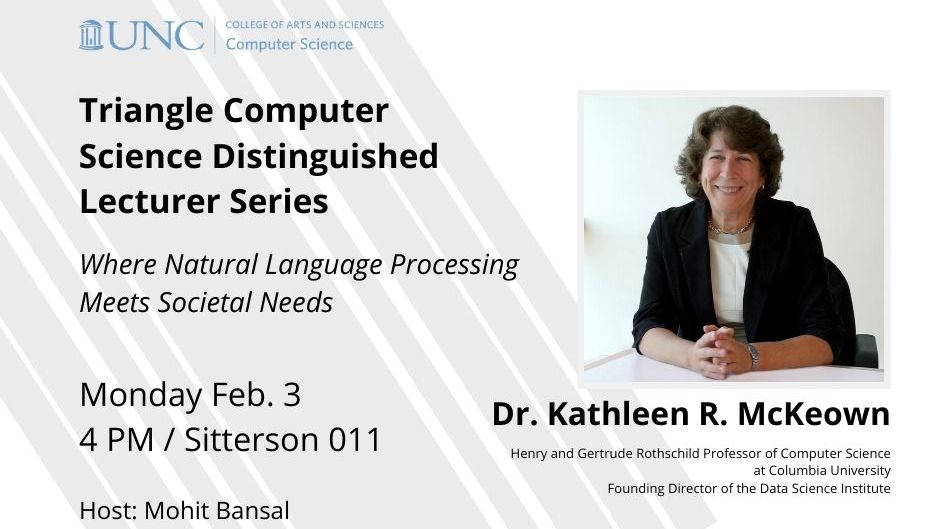 UNC
COLLEGE OF ARTS AND SCIENCES
Computer Science
Triangle Computer
Science Distinguished
Lecturer Series
Where Natural Language Processing
Meets Societal Needs
Monday Feb. 3
4 PM / Sitterson 011
Host: Mohit Bansal
Dr. Kathleen R. McKeown
Henry and Gertrude Rothschild Professor of Computer Science
at Columbia University
Founding Director of the Data Science Institute